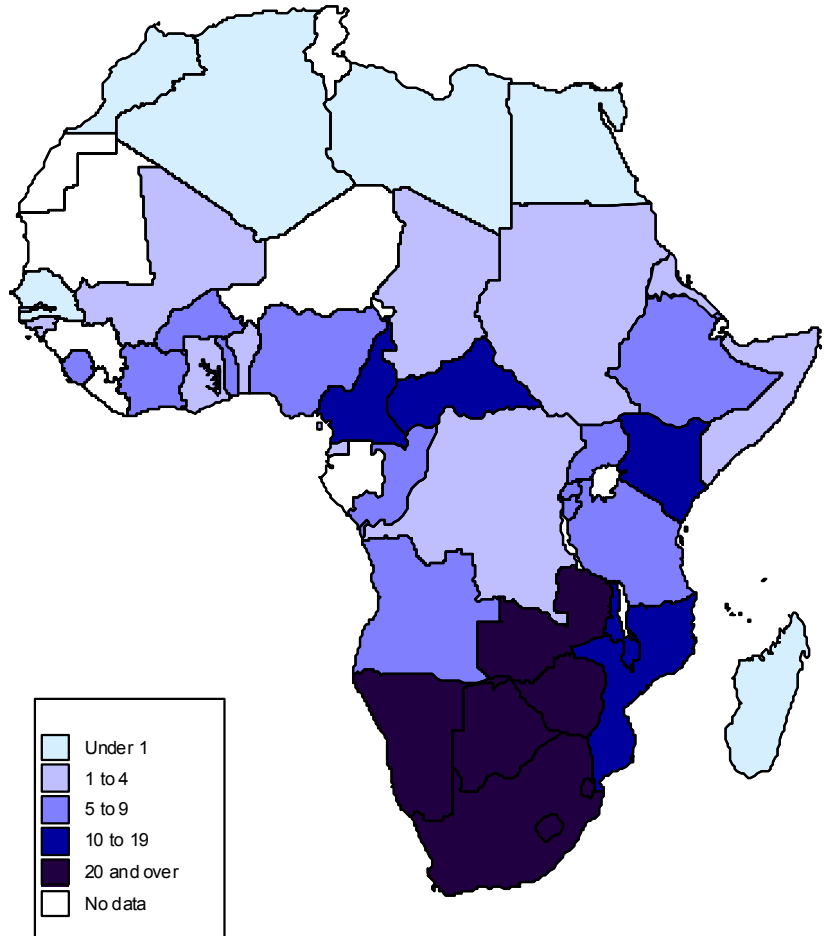 Under 1
1 to 4
5 to 9
10 to 19
20 and over
No data